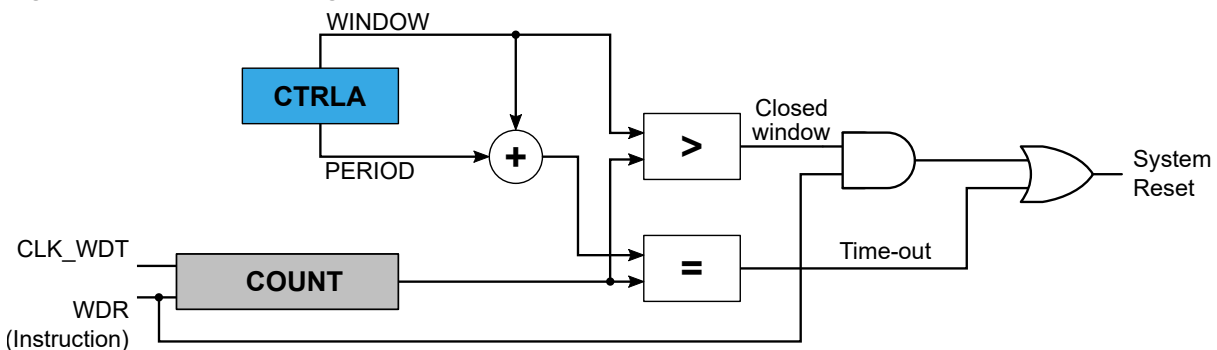 WINDOW
CTRLA
PERIOD
+
>
Closed
window
System
Reset
CLK_WDT
COUNT
=
Time-out
WDR
(Instruction)